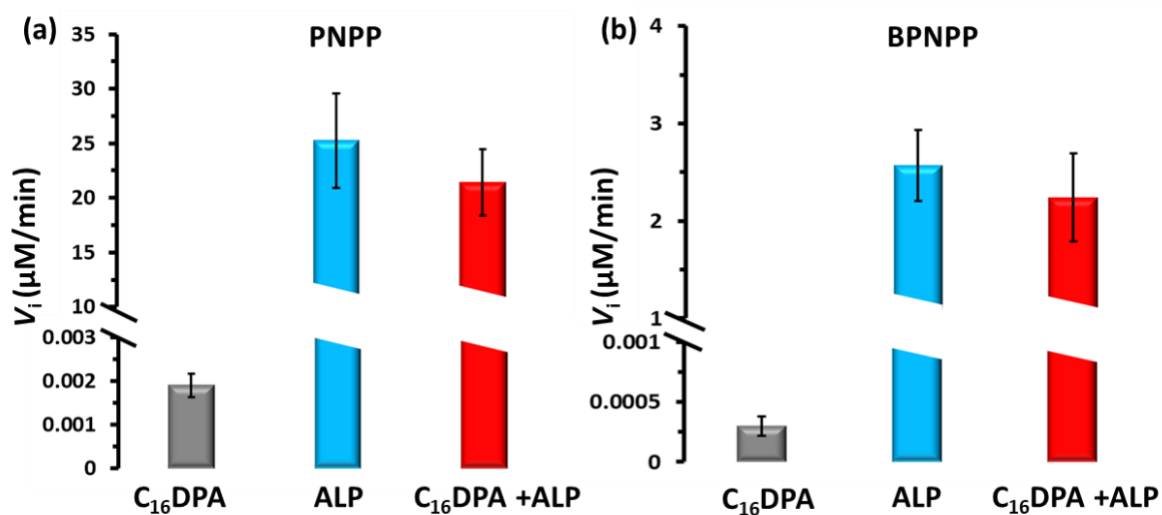 (a)
PNPP
Vᵢ (µM/min)
35
30
25
20
15
10
0.003
0.002
0.001
0
C₁₆DPA
ALP
C₁₆DPA +ALP
(b)
BPNPP
Vᵢ (µM/min)
4
3
2
1
0.001
0.0005
0
C₁₆DPA
ALP
C₁₆DPA +ALP